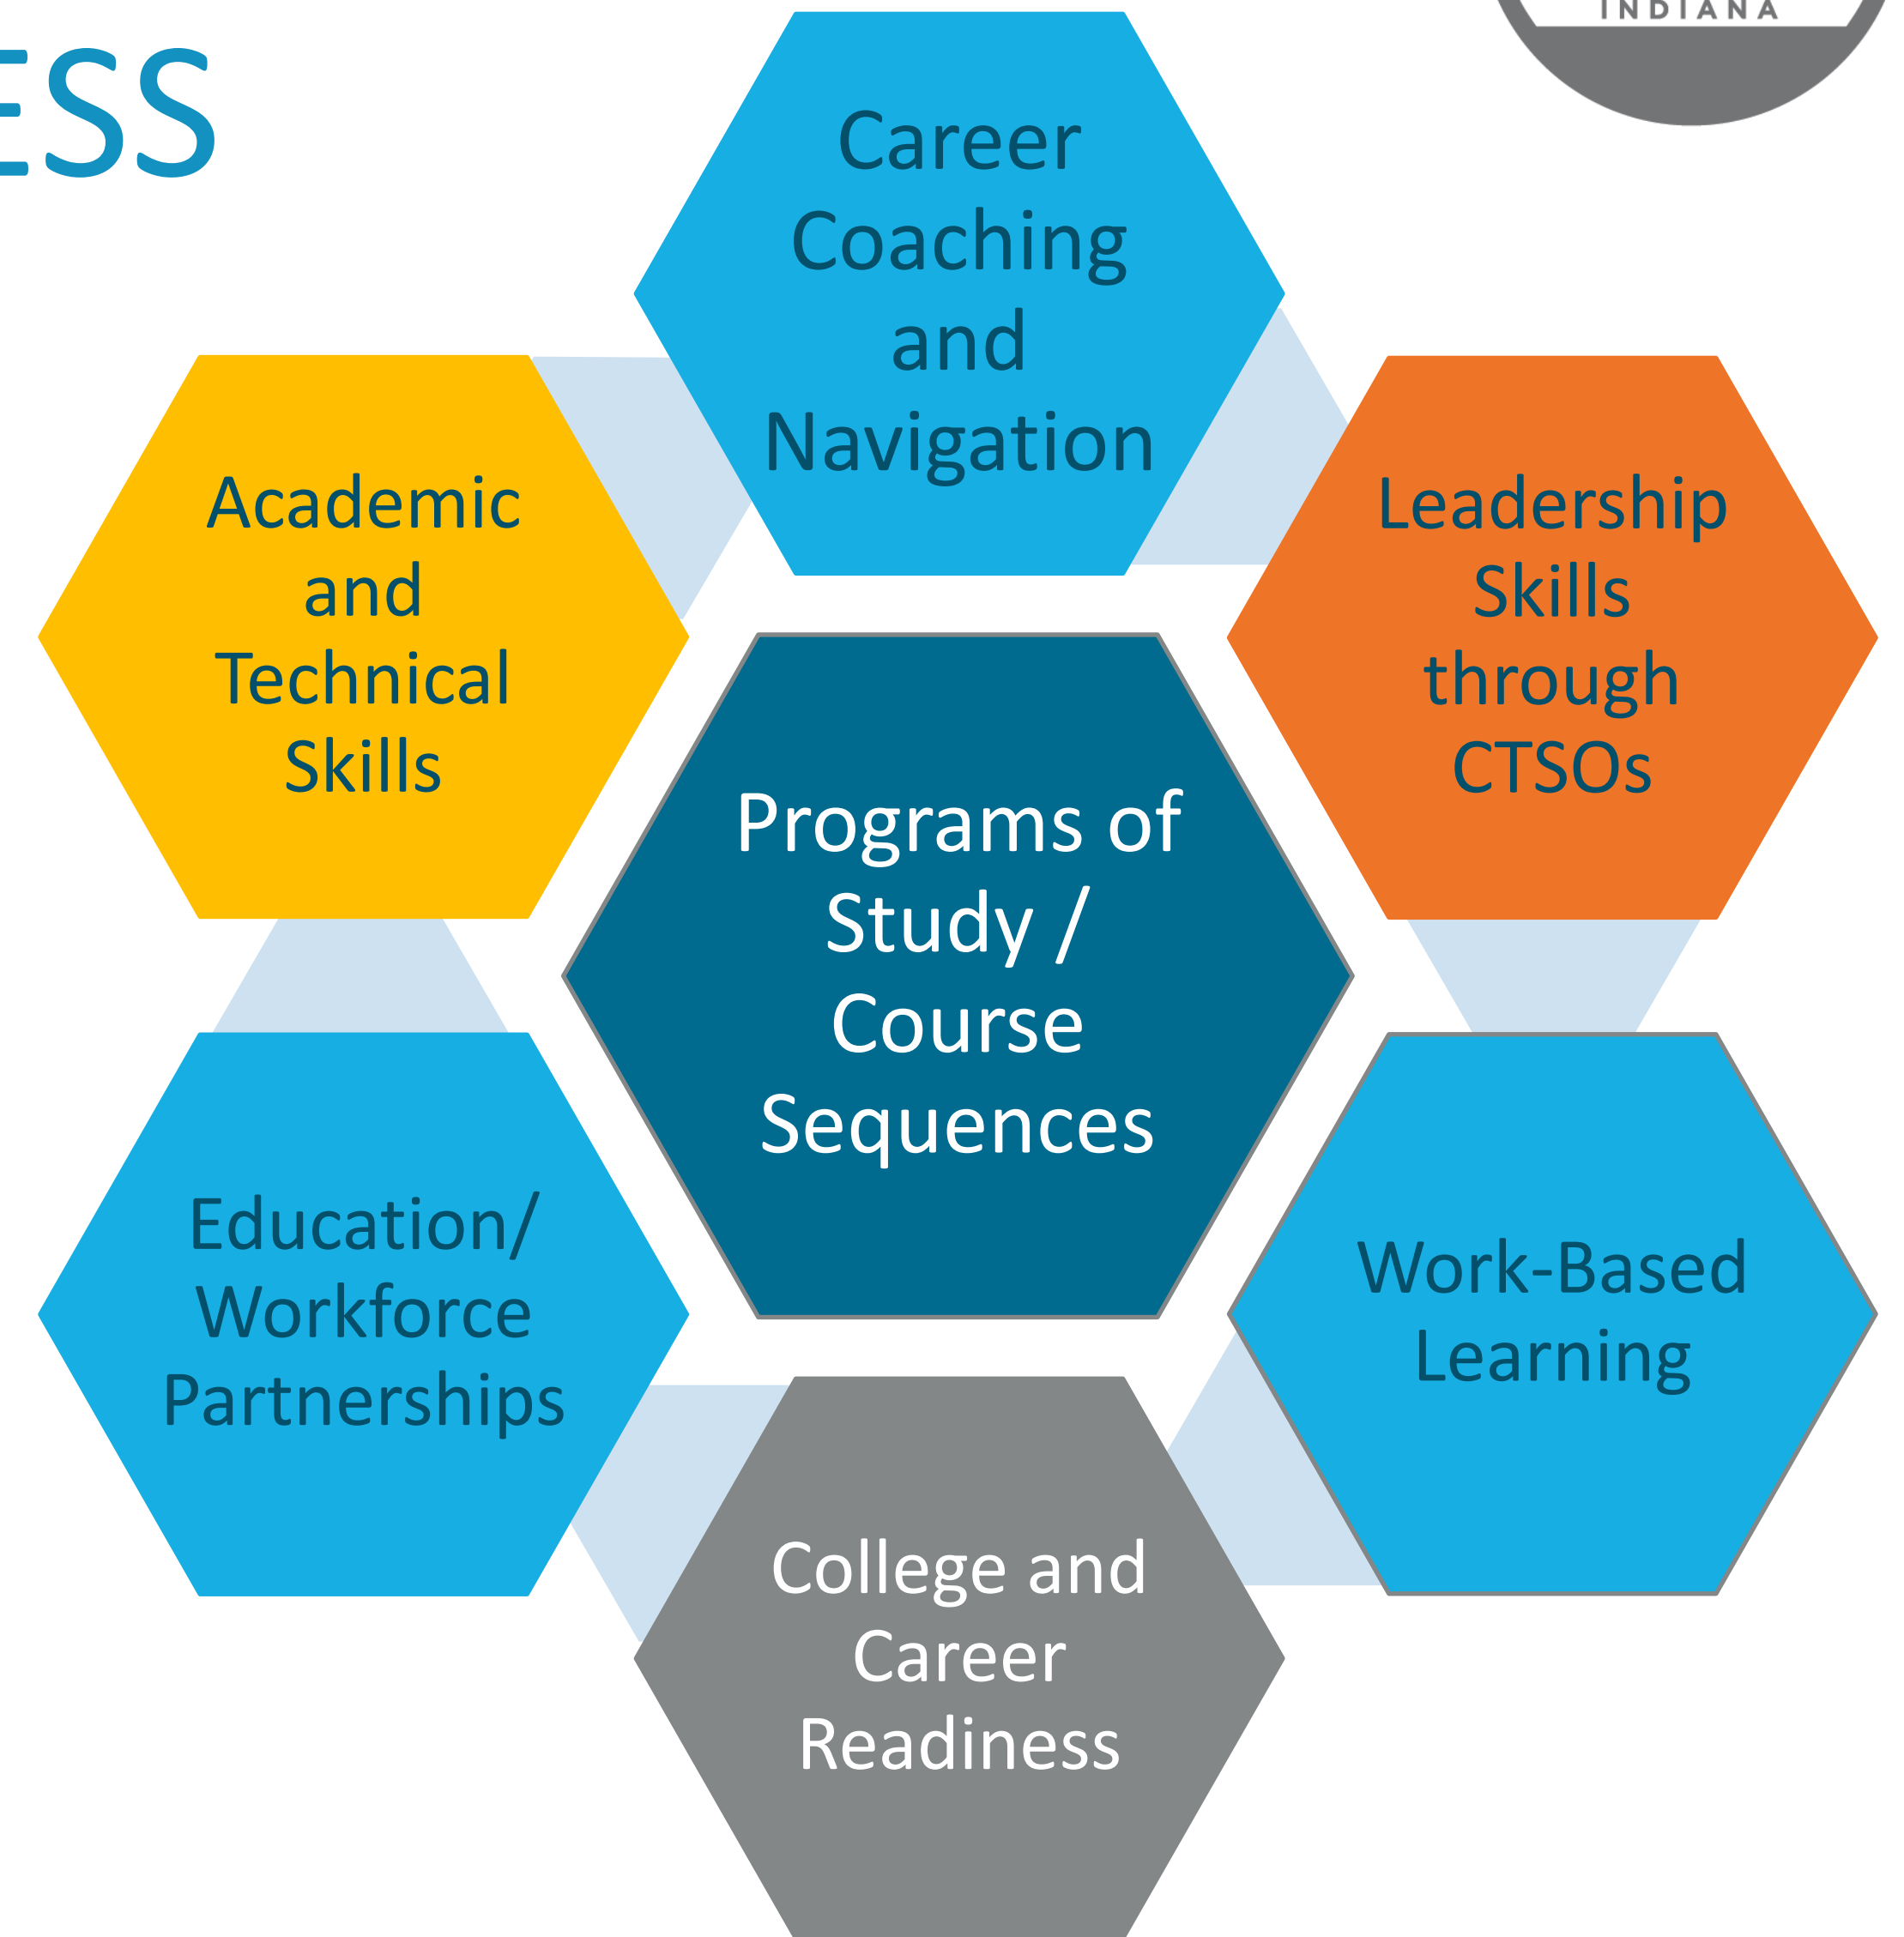 INDIANA
ESS
Career
Coaching
and
Navigation
Academic
and
Technical
Skills
Leadership
Skills
through
CTSOs
Programs of
Study /
Course
Sequences
Education/
Workforce
Partnerships
Work-Based
Learning
College and
Career
Readiness